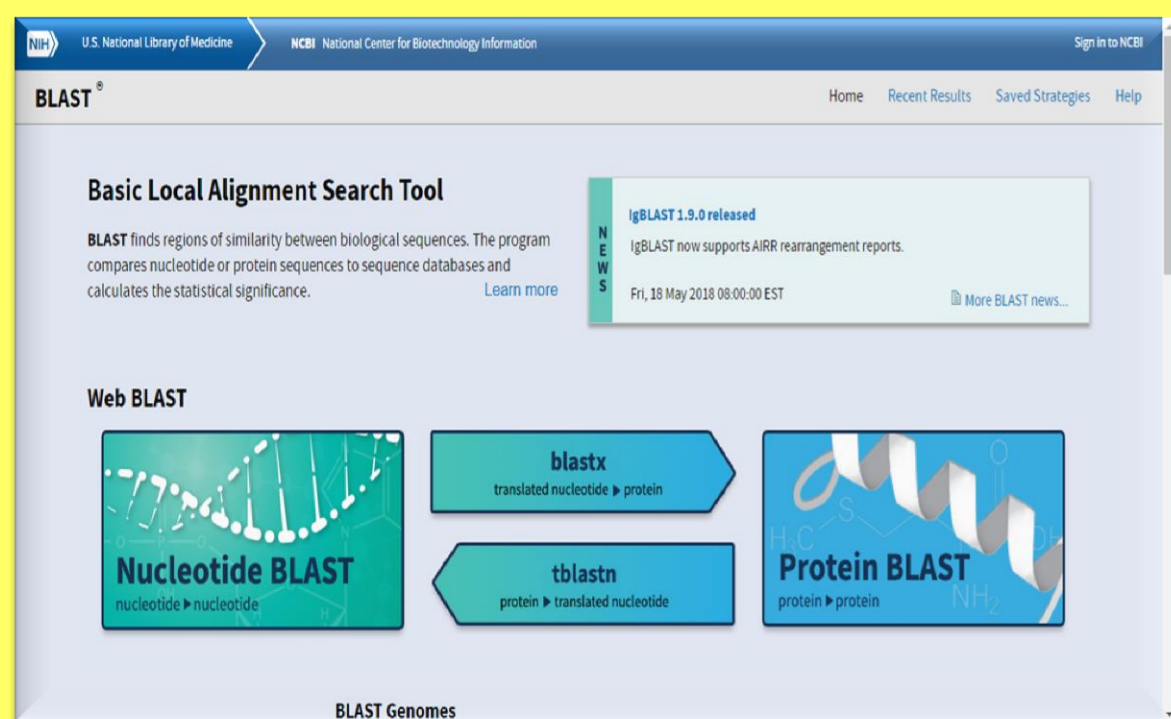 NIH U.S. National Library of Medicine NCBI National Center for Biotechnology Information Sign in to NCBI
BLAST ® Home Recent Results Saved Strategies Help
Basic Local Alignment Search Tool
BLAST finds regions of similarity between biological sequences. The program
compares nucleotide or protein sequences to sequence databases and
calculates the statistical significance. Learn more
NEWS
IgBLAST 1.9.0 released
IgBLAST now supports AIRR rearrangement reports.
Fri, 18 May 2018 08:00:00 EST
More BLAST news...
Web BLAST
Nucleotide BLAST
nucleotide ▶ nucleotide
blastx
translated nucleotide ▶ protein
tblastn
protein ▶ translated nucleotide
H₃C S O OH NH₂
Protein BLAST
protein ▶ protein
BLAST Genomes